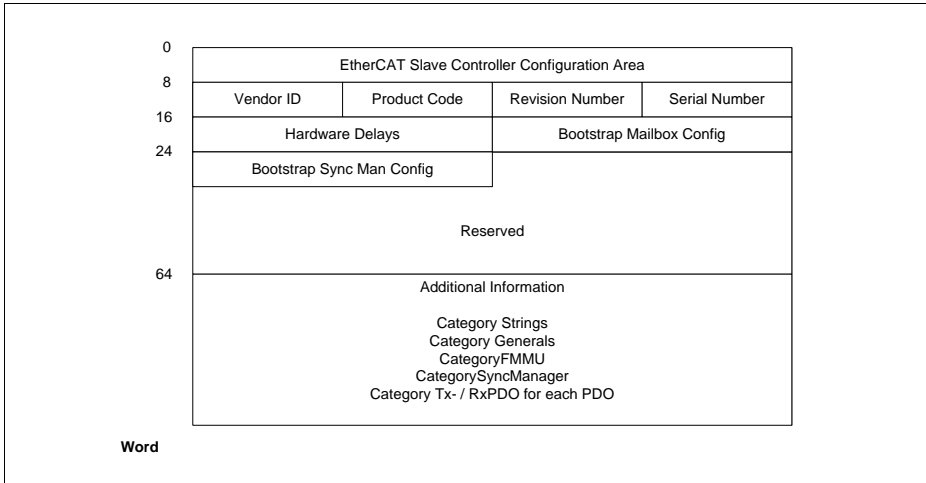 0
EtherCAT Slave Controller Configuration Area
8
Vendor ID
Product Code
Revision Number
Serial Number
16
Hardware Delays
Bootstrap Mailbox Config
24
Bootstrap Sync Man Config
Reserved
64
Additional Information
Category Strings
Category Generals
CategoryFMMU
CategorySyncManager
Category Tx- / RxPDO for each PDO
Word